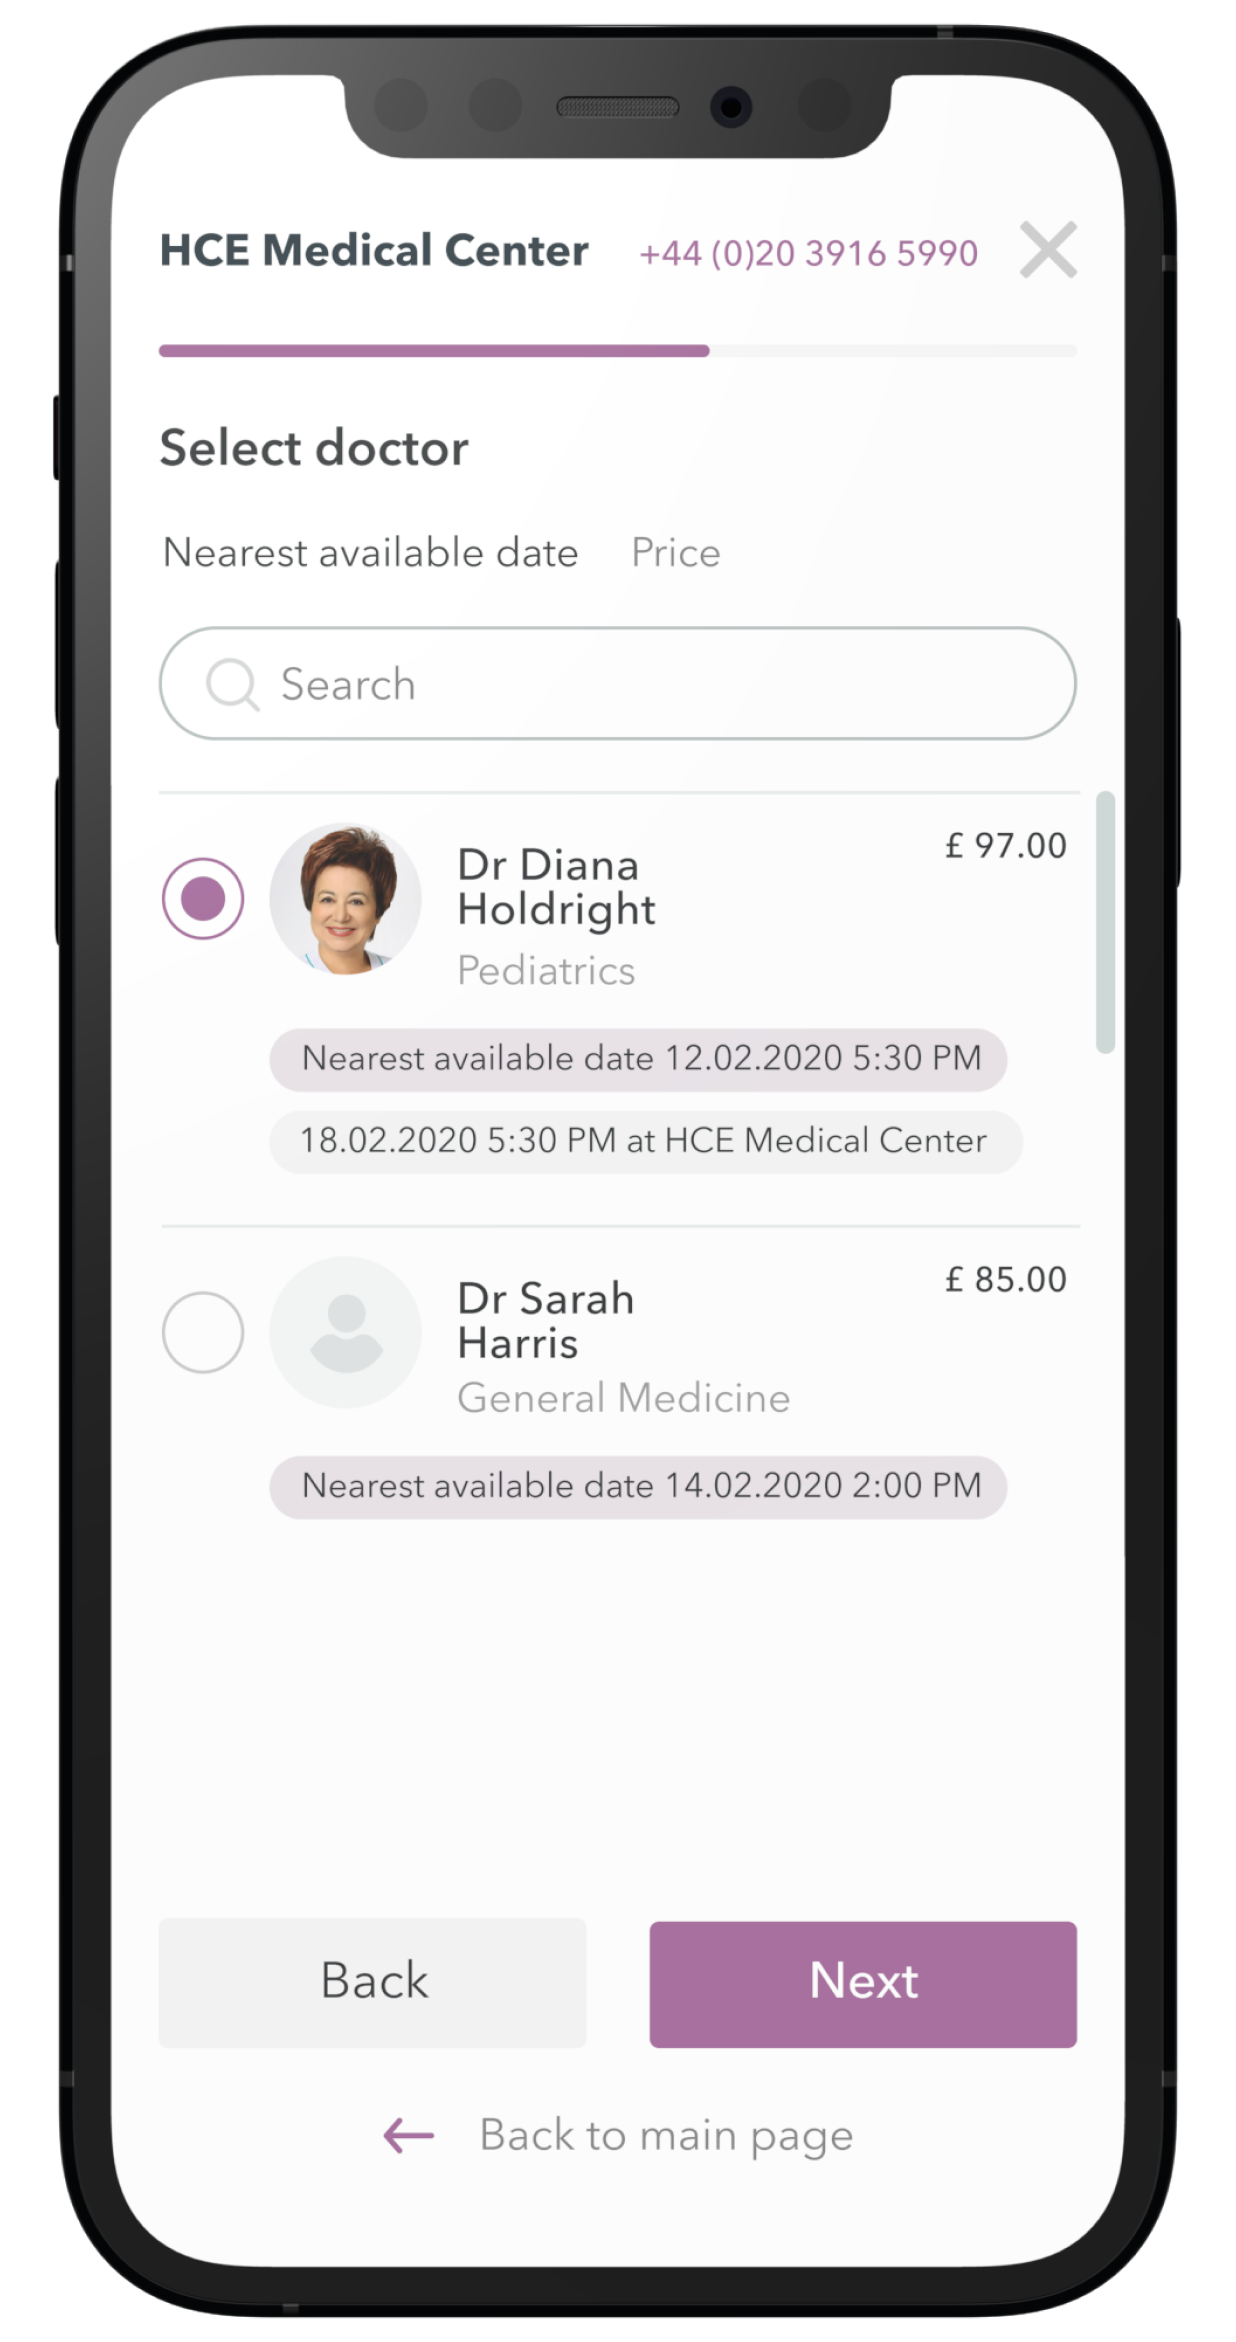 HCE Medical Center +44 (0)20 3916 5990
Select doctor
Nearest available date Price
Search
£ 97.00
Dr Diana
Holdright
Pediatrics
Nearest available date 12.02.2020 5:30 PM
18.02.2020 5:30 PM at HCE Medical Center
£ 85.00
Dr Sarah
Harris
General Medicine
Nearest available date 14.02.2020 2:00 PM
Back Next
← Back to main page